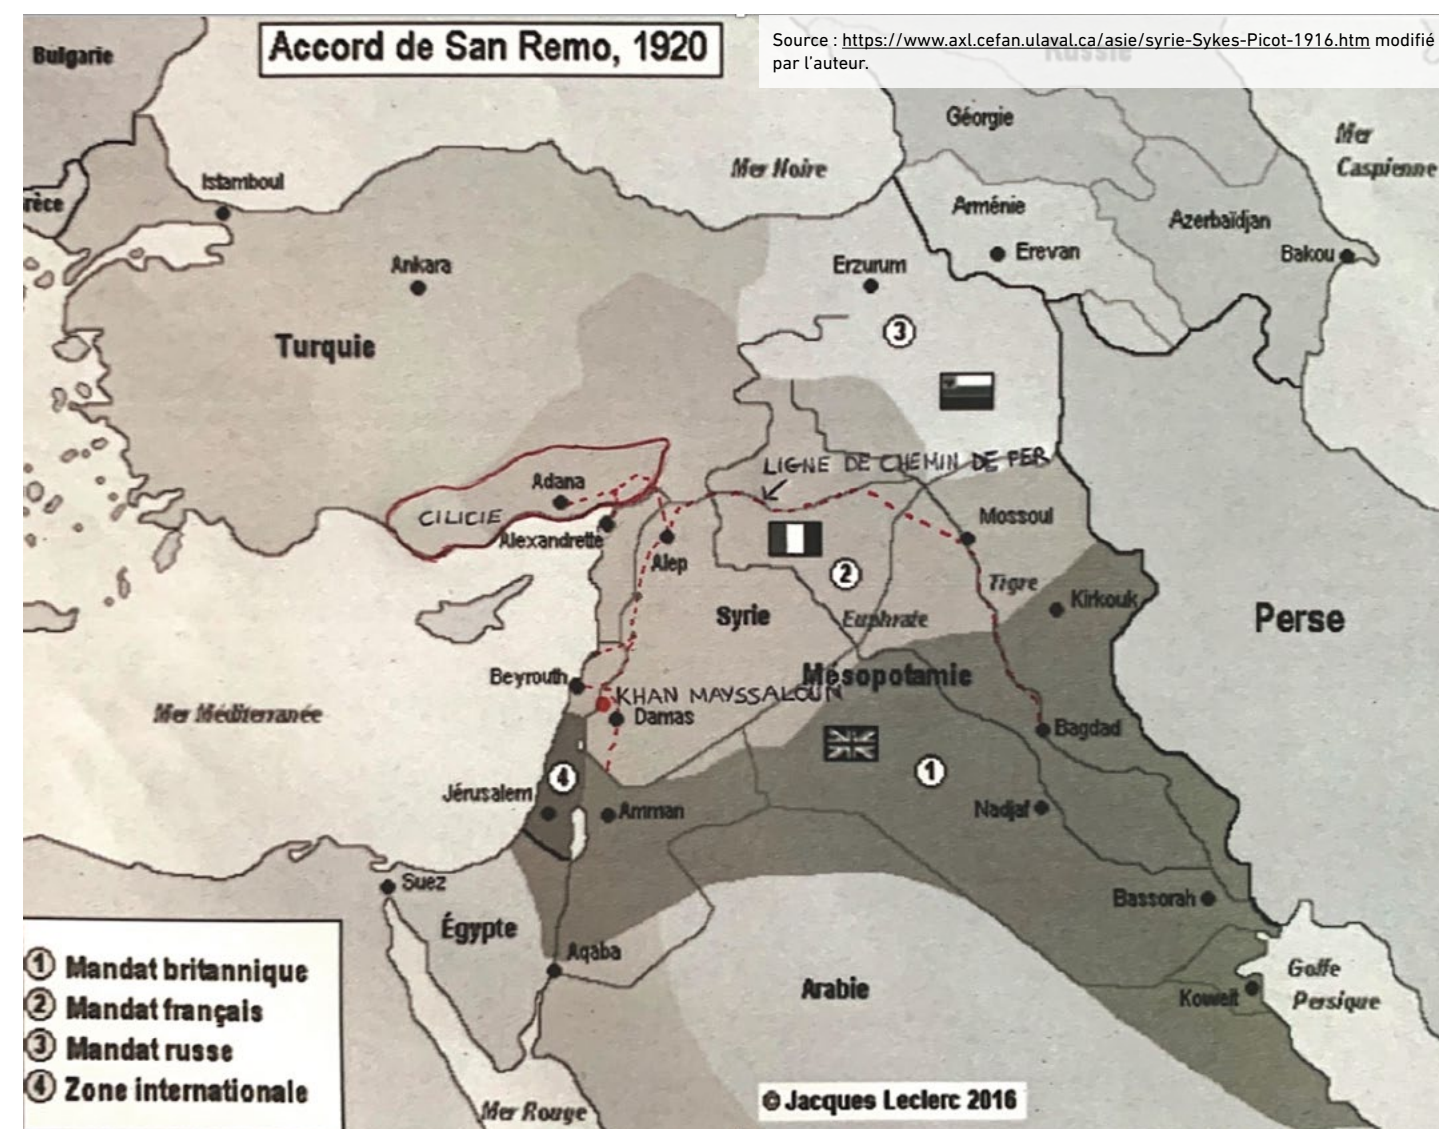 Accord de San Remo, 1920
Source : https://www.axl.cefan.ulaval.ca/asie/syrie-Sykes-Picot-1916.htm modifié
par l'auteur.
Bulgarie
Russie
Géorgie
Mer
Caspienne
Mer Noire
Istamboul
rèce
Arménie
Azerbaïdjan
Erevan
Bakou
Ankara
Erzurum
3
Turquie
LIGNE DE CHEMIN DE FER
Adana
CILICIE
Mossoul
Alexandrette
Alep
2
Tigre
Kirkouk
Syrie
Euphrate
Perse
Beyrouth
Mésopotamie
KHAN MAYSSALOUN
Mer Méditerranée
Damas
Bagdad
4
1
Jérusalem
Amman
Nadjaf
Suez
Bassorah
Égypte
Aqaba
Golfe
Persique
Arabie
Koweït
1 Mandat britannique
2 Mandat français
3 Mandat russe
4 Zone internationale
Mer Rouge
© Jacques Leclerc 2016